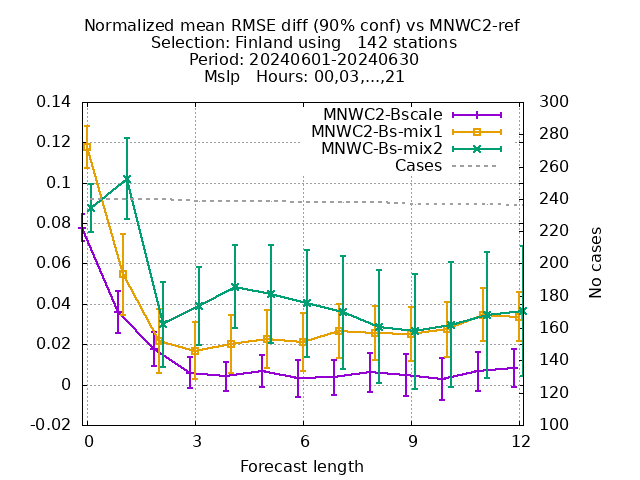 Normalized mean RMSE diff (90% conf) vs MNWC2-ref
Selection: Finland using   142 stations
Period: 20240601-20240630
Mslp   Hours: 00,03,...,21
MNWC2-Bscale
MNWC2-Bs-mix1
MNWC-Bs-mix2
Cases
0.14
0.12
0.1
0.08
0.06
0.04
0.02
0
-0.02
300
280
260
240
220
200
180
160
140
120
100
No cases
0 3 6 9 12
Forecast length